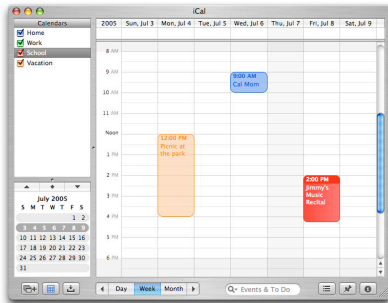 iCal
Calendars
Home
Work
School
Vacation
2005 Sun, Jul 3 Mon, Jul 4 Tue, Jul 5 Wed, Jul 6 Thu, Jul 7 Fri, Jul 8 Sat, Jul 9
8 AM
9 AM
9:00 AM
Cal Mom
10 AM
11 AM
Noon
12:00 PM
Picnic at
the park
1 PM
2 PM
2:00 PM
Jimmy's
Music
Recital
3 PM
4 PM
5 PM
6 PM
July 2005
S M T W T F S
1 2
3 4 5 6 7 8 9
10 11 12 13 14 15 16
17 18 19 20 21 22 23
24 25 26 27 28 29 30
31
Day Week Month
Events & To Do